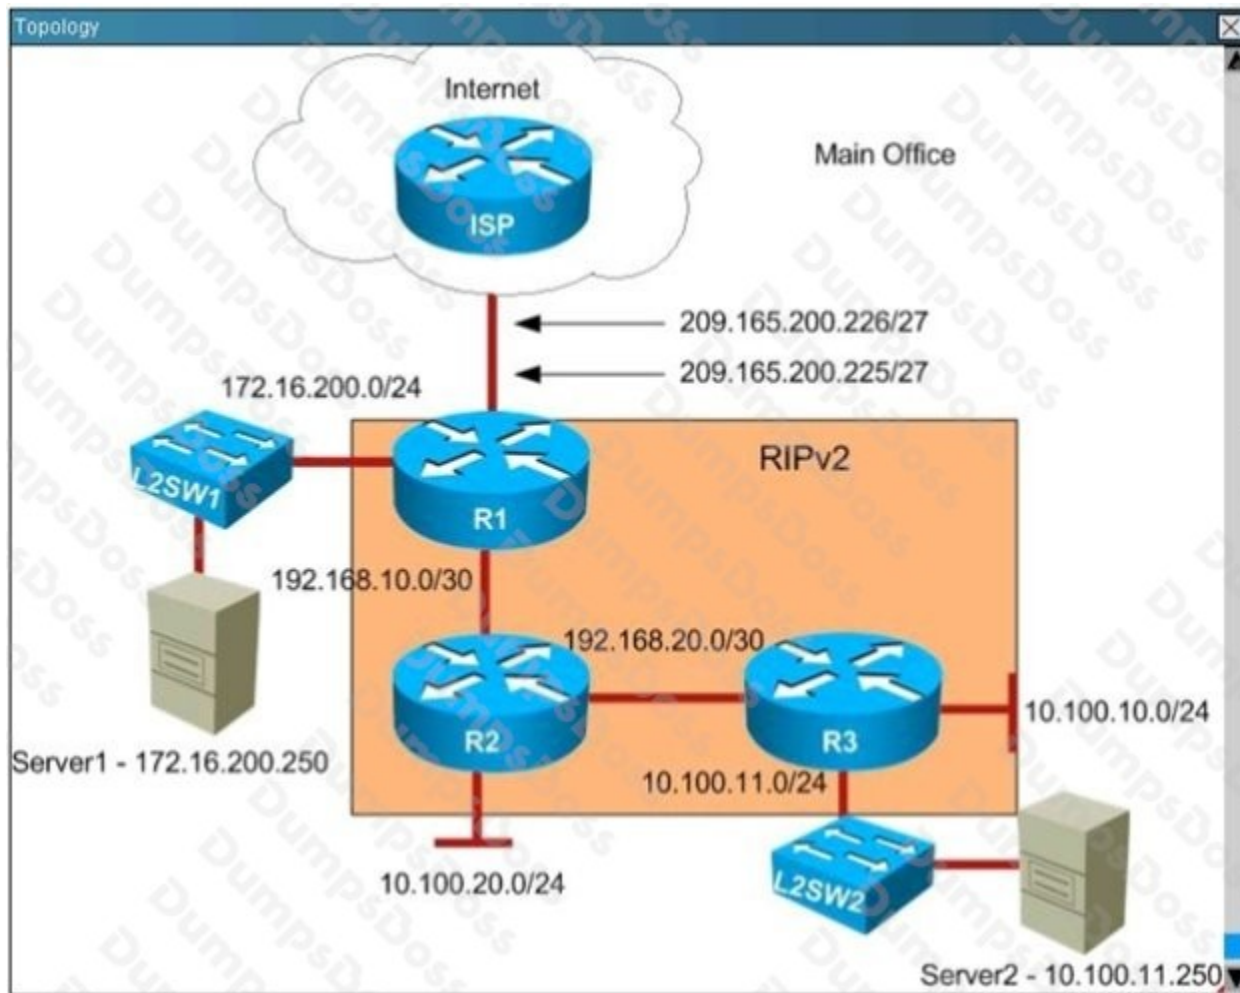 Topology
Internet
Main Office
ISP
209.165.200.226/27
209.165.200.225/27
172.16.200.0/24
RIPv2
L2SW1
R1
192.168.10.0/30
192.168.20.0/30
R2
R3
10.100.10.0/24
Server1 - 172.16.200.250
10.100.11.0/24
10.100.20.0/24
L2SW2
Server2 - 10.100.11.250
DumpsDoss